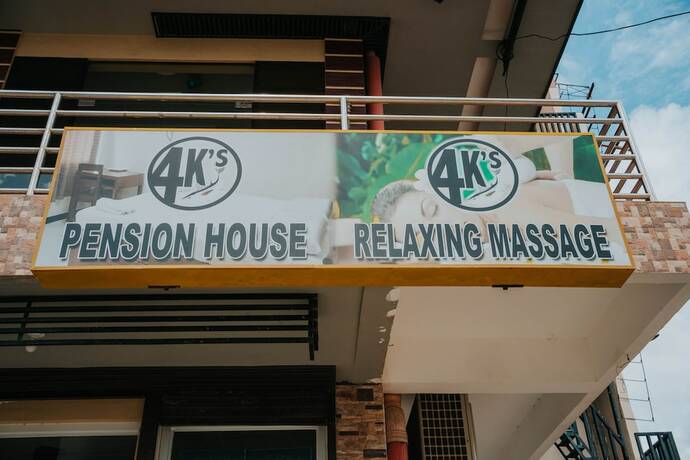 4K's
PENSION HOUSE
4K's
RELAXING MASSAGE